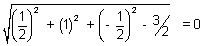 √((1/2)² + (1)² + (- 1/2)² - 3/2) = 0